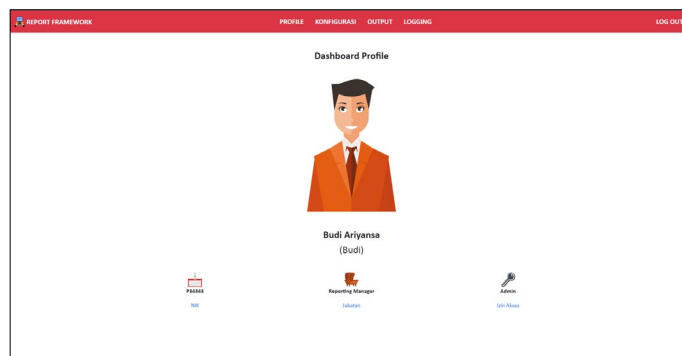 REPORT FRAMEWORK PROFILE KONFIGURASI OUTPUT LOGGING LOG OUT
Dashboard Profile
Budi Ariyansa
(Budi)
Reporting Manager Admin
NIK Jabatan Izin Akses